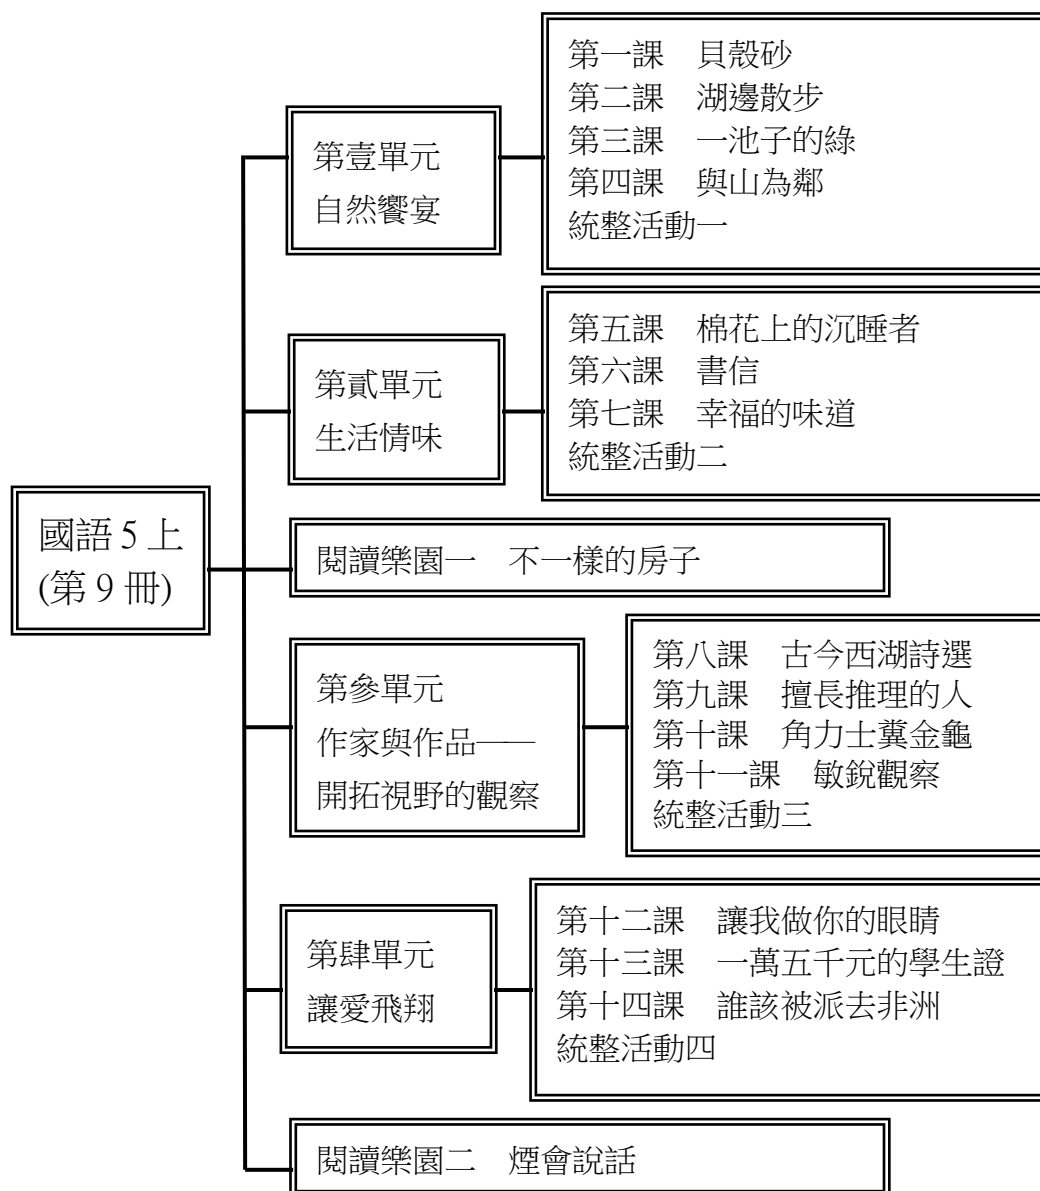 國語 5 上
(第 9 冊)
第壹單元
自然饗宴
第一課　貝殼砂
第二課　湖邊散步
第三課　一池子的綠
第四課　與山為鄰
統整活動一
第貳單元
生活情味
第五課　棉花上的沉睡者
第六課　書信
第七課　幸福的味道
統整活動二
閱讀樂園一　不一樣的房子
第參單元
作家與作品——
開拓視野的觀察
第八課　古今西湖詩選
第九課　擅長推理的人
第十課　角力士糞金龜
第十一課　敏銳觀察
統整活動三
第肆單元
讓愛飛翔
第十二課　讓我做你的眼睛
第十三課　一萬五千元的學生證
第十四課　誰該被派去非洲
統整活動四
閱讀樂園二　煙會說話